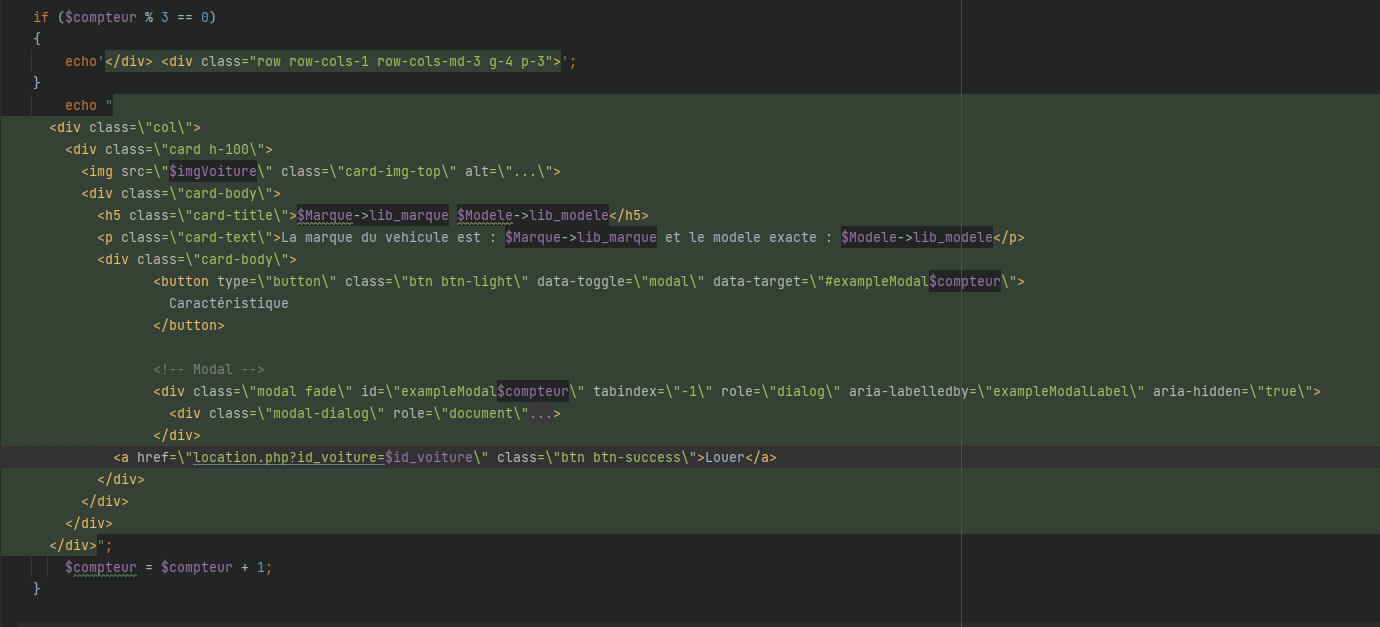 if ($compteur % 3 == 0)
{
echo'</div> <div class="row row-cols-1 row-cols-md-3 g-4 p-3">';
}
echo "
<div class=\"col\">
<div class=\"card h-100\">
<img src=\"$imgVoiture\" class=\"card-img-top\" alt=\"...\">
<div class=\"card-body\">
<h5 class=\"card-title\">$Marque->lib_marque $Modele->lib_modele</h5>
<p class=\"card-text\">La marque du vehicule est : $Marque->lib_marque et le modele exacte : $Modele->lib_modele</p>
<div class=\"card-body\">
<button type=\"button\" class=\"btn btn-light\" data-toggle=\"modal\" data-target=\"#exampleModal$compteur\">
Caractéristique
</button>
<!-- Modal -->
<div class=\"modal fade\" id=\"exampleModal$compteur\" tabindex=\"-1\" role=\"dialog\" aria-labelledby=\"exampleModalLabel\" aria-hidden=\"true\">
<div class=\"modal-dialog\" role=\"document\"...>
</div>
<a href=\"location.php?id_voiture=$id_voiture\" class=\"btn btn-success\">Louer</a>
</div>
</div>
</div>
</div>";
$compteur = $compteur + 1;
}